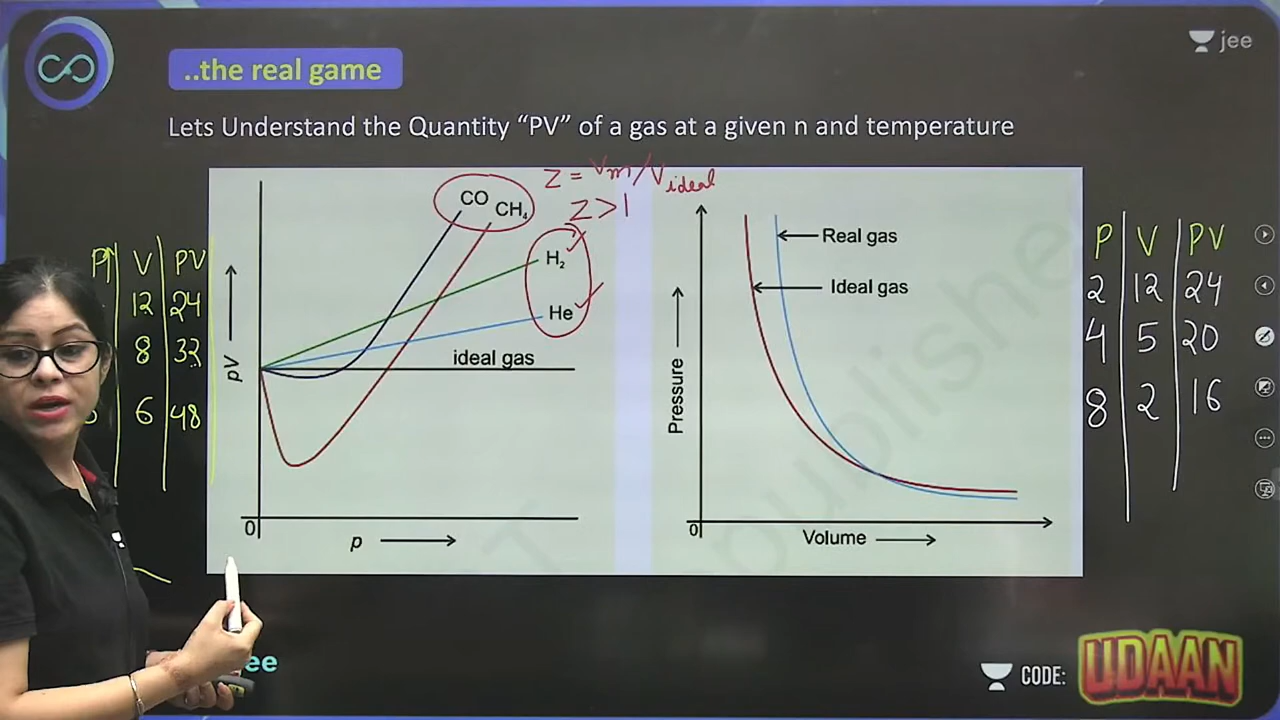 ..the real game
jee
Lets Understand the Quantity “PV” of a gas at a given n and temperature
Z = Vm/Videal
Z > 1
CO
CH4
H2
He
ideal gas
pV
0
p
P V PV
12 24
8 32
6 48
Real gas
Ideal gas
Pressure
0
Volume
P V PV
2 12 24
4 5 20
8 2 16
ee
CODE:
UDAAN